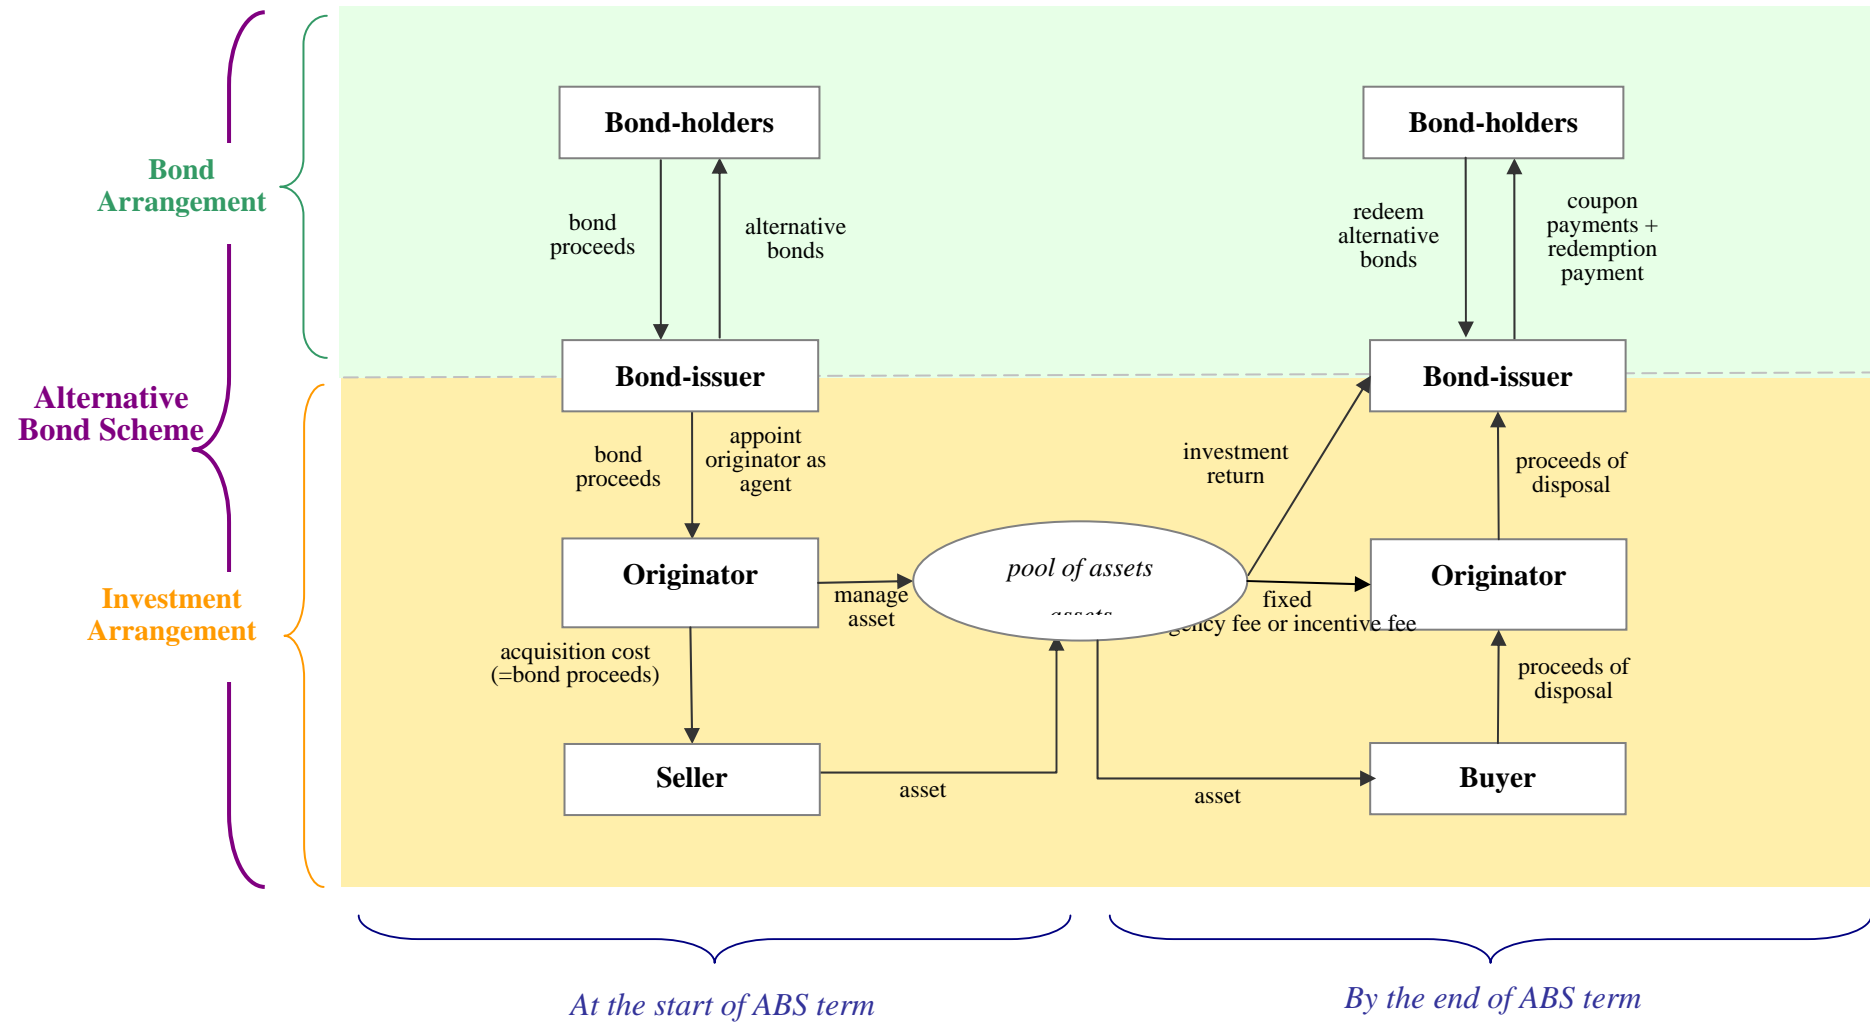 Bond-holders
Bond-holders
Bond
Arrangement
bond
proceeds
alternative
bonds
redeem
alternative
bonds
coupon
payments +
redemption
payment
Alternative
Bond Scheme
Bond-issuer
Bond-issuer
bond
proceeds
appoint
originator as
agent
investment
return
proceeds of
disposal
Investment
Arrangement
Originator
manage
asset
pool of assets
assets
fixed
gency fee or incentive fee
Originator
acquisition cost
(=bond proceeds)
proceeds of
disposal
Seller
asset
asset
Buyer
At the start of ABS term
By the end of ABS term